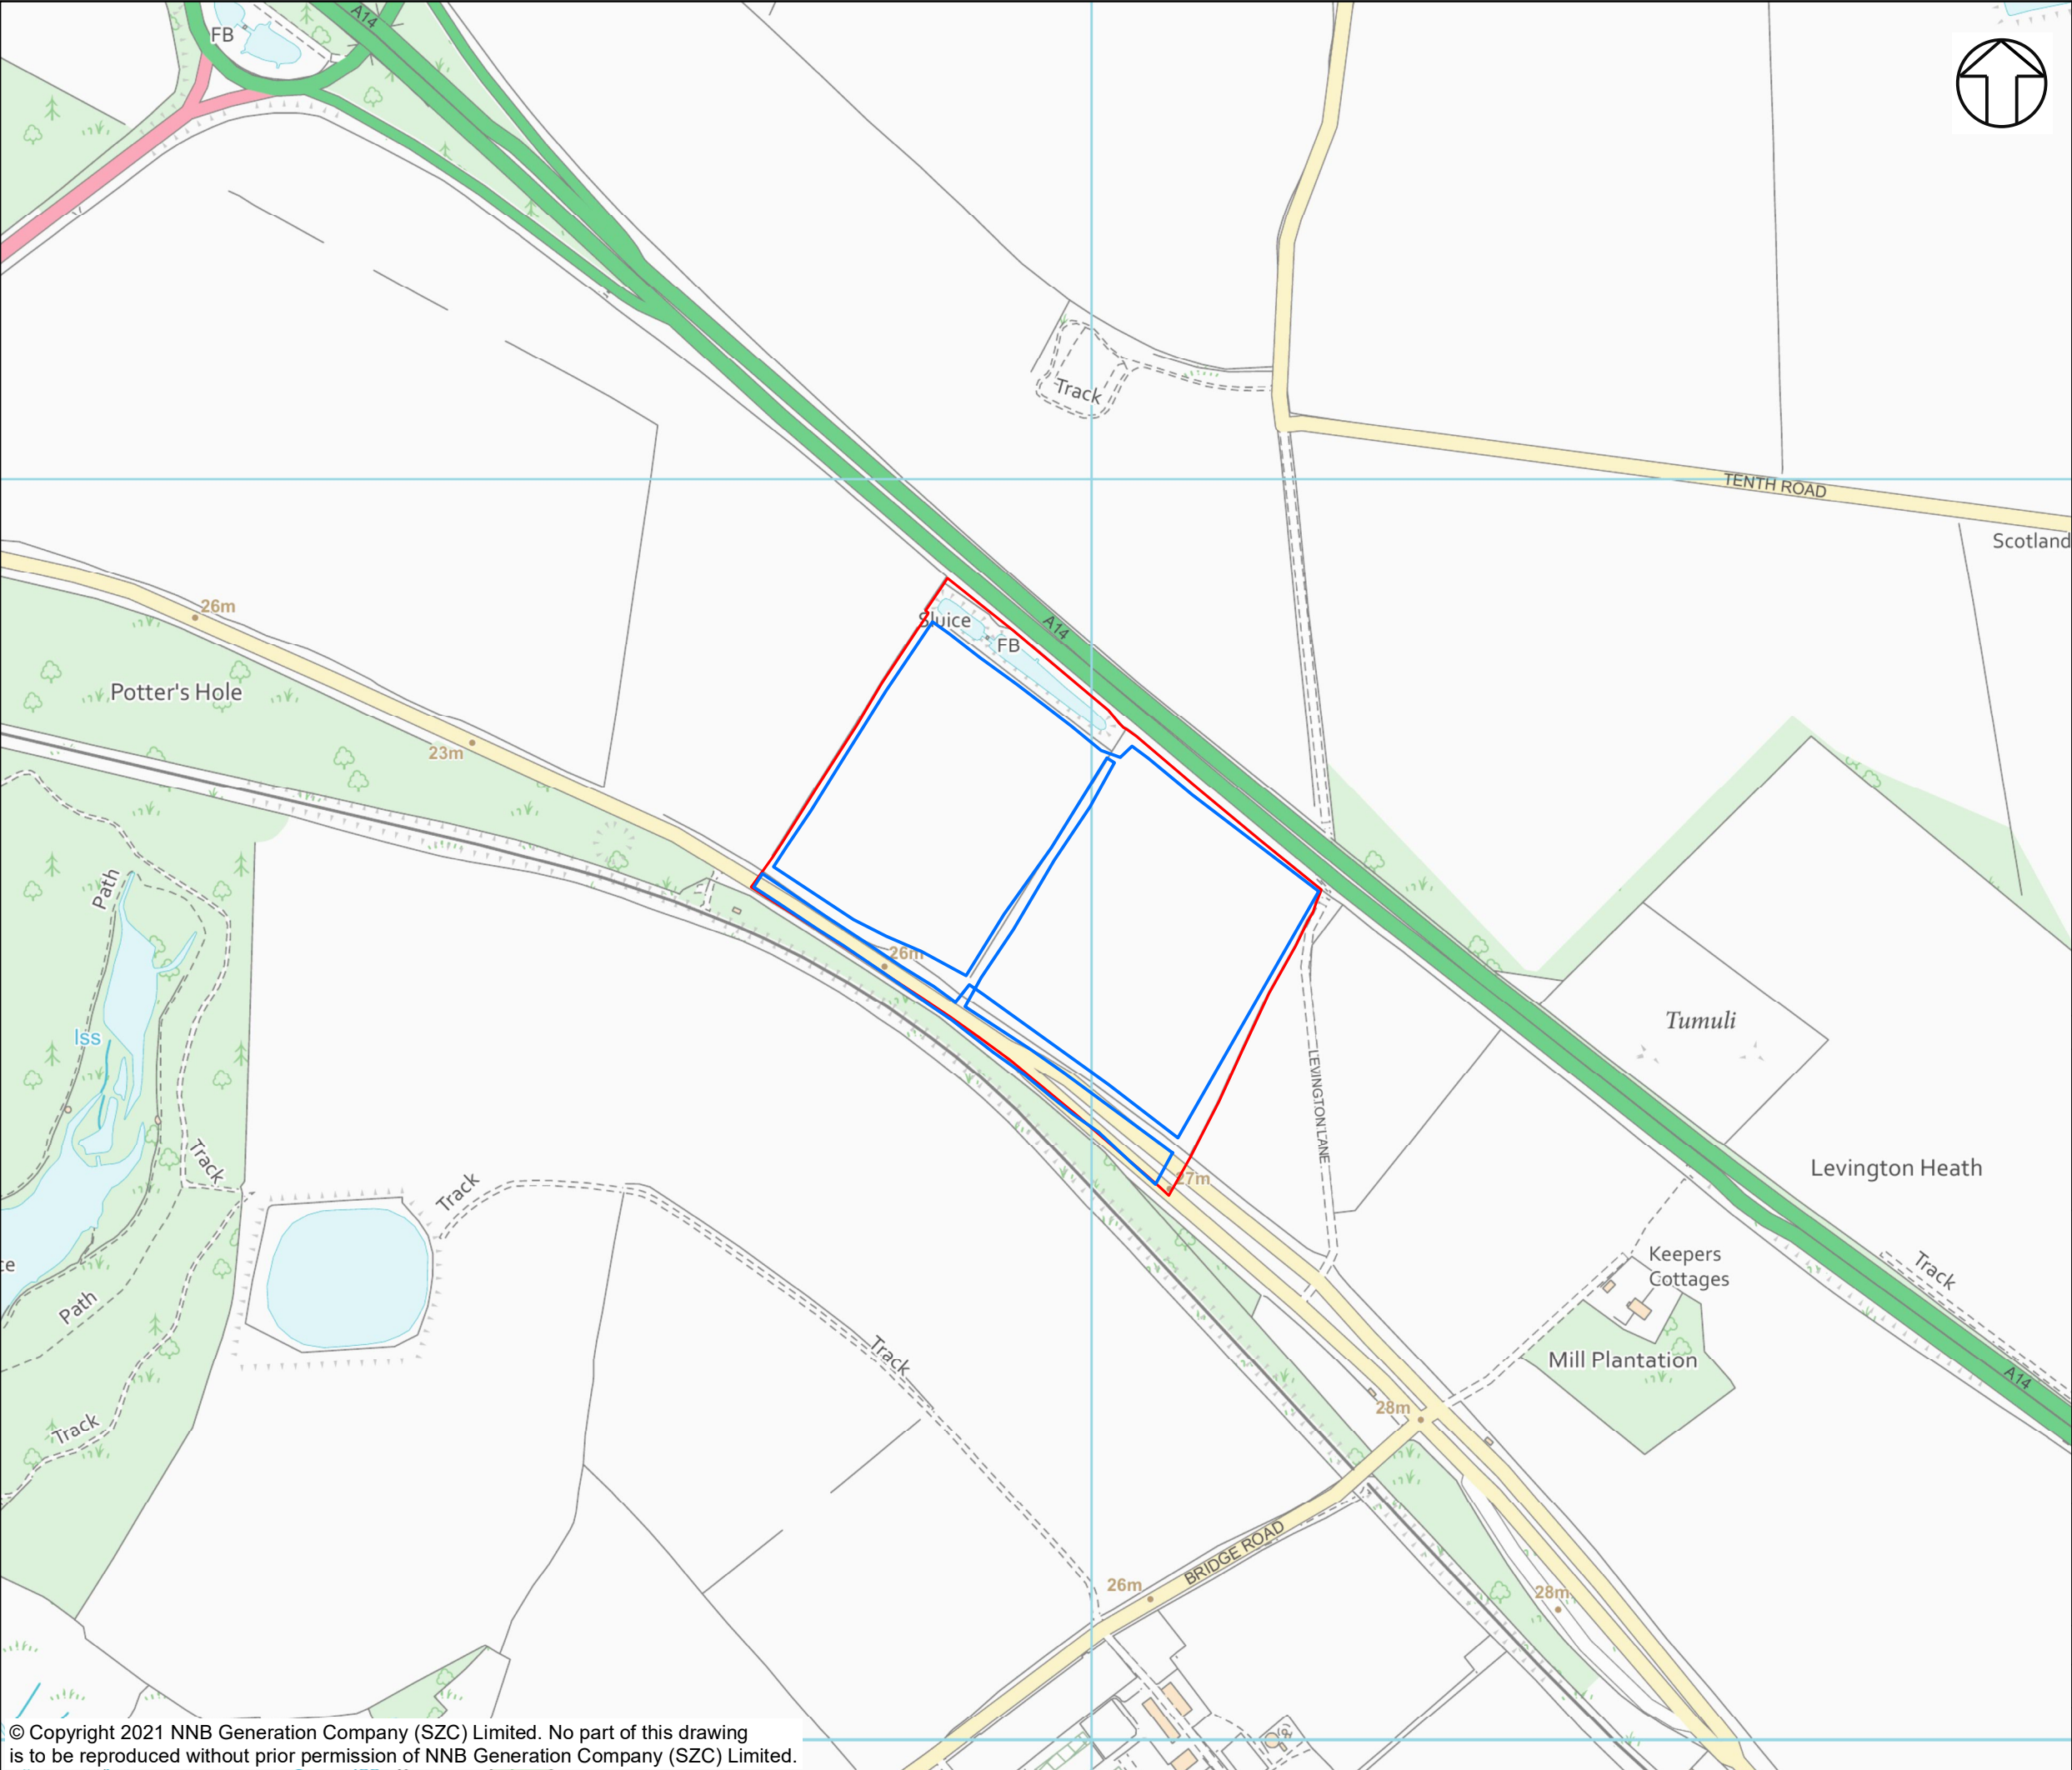 A14
FB
TENTH ROAD
Scotland
26m
Track
Sluice
FB
A14
Potter's Hole
23m
Path
26m
Iss
Tumuli
LEVINGTON LANE
Levington Heath
Track
Track
27m
Keepers
Cottages
Track
Path
Track
Mill Plantation
A14
28m
Track
BRIDGE ROAD
26m
28m
© Copyright 2021 NNB Generation Company (SZC) Limited. No part of this drawing
is to be reproduced without prior permission of NNB Generation Company (SZC) Limited.